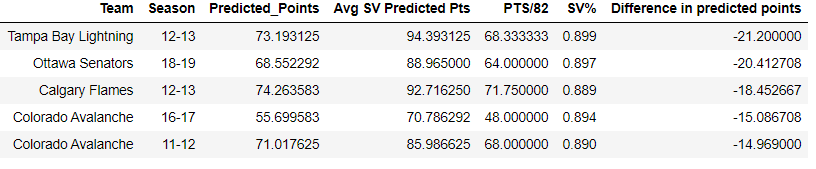 Team Season Predicted_Points Avg SV Predicted Pts PTS/82 SV% Difference in predicted points
Tampa Bay Lightning 12-13 73.193125 94.393125 68.333333 0.899 -21.200000
Ottawa Senators 18-19 68.552292 88.965000 64.000000 0.897 -20.412708
Calgary Flames 12-13 74.263583 92.716250 71.750000 0.889 -18.452667
Colorado Avalanche 16-17 55.699583 70.786292 48.000000 0.894 -15.086708
Colorado Avalanche 11-12 71.017625 85.986625 68.000000 0.890 -14.969000